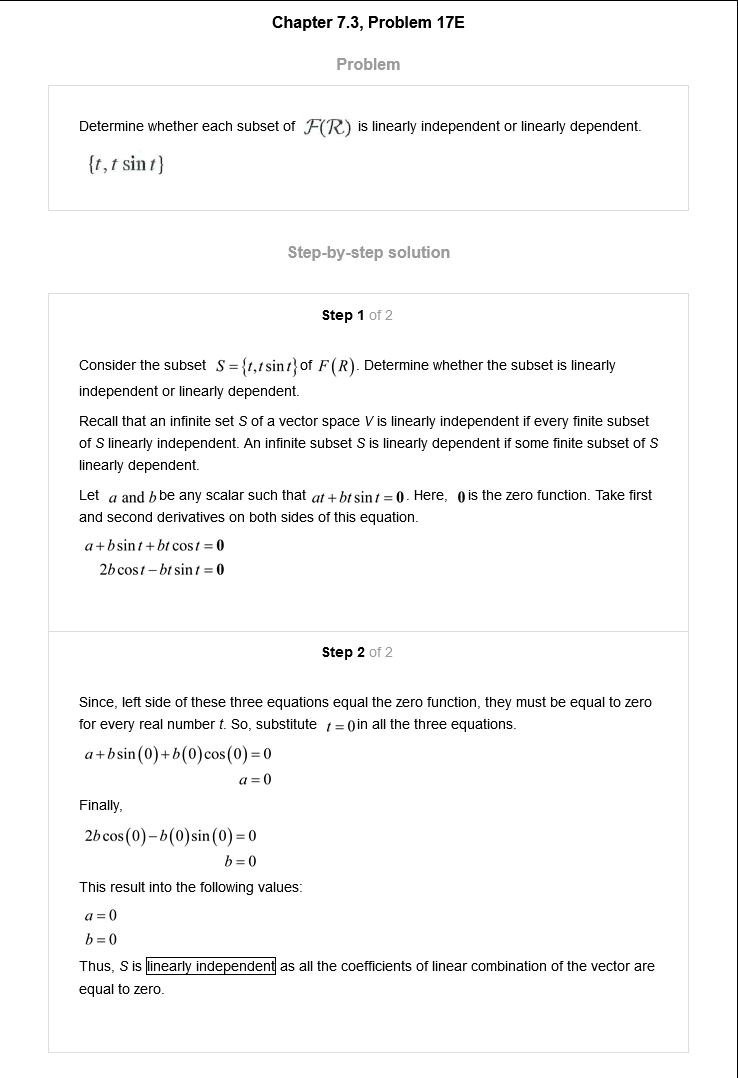 Chapter 7.3, Problem 17E
Problem
Determine whether each subset of ℱ(ℛ) is linearly independent or linearly dependent.
{t, t sin t}
Step-by-step solution
Step 1 of 2
Consider the subset S = {t, t sin t} of F(R). Determine whether the subset is linearly
independent or linearly dependent.
Recall that an infinite set S of a vector space V is linearly independent if every finite subset
of S linearly independent. An infinite subset S is linearly dependent if some finite subset of S
linearly dependent.
Let a and b be any scalar such that at + bt sin t = 0. Here, 0 is the zero function. Take first
and second derivatives on both sides of this equation.
a + b sin t + bt cos t = 0
2b cos t − bt sin t = 0
Step 2 of 2
Since, left side of these three equations equal the zero function, they must be equal to zero
for every real number t. So, substitute t = 0 in all the three equations.
a + b sin(0) + b(0)cos(0) = 0
a = 0
Finally,
2b cos(0) − b(0)sin(0) = 0
b = 0
This result into the following values:
a = 0
b = 0
Thus, S is linearly independent as all the coefficients of linear combination of the vector are
equal to zero.